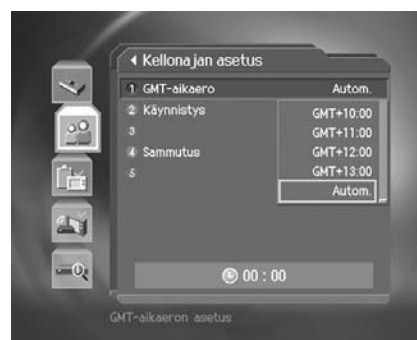 Kellonajan asetus
1 GMT-aikaero Autom.
2 Käynnistys GMT+10:00
3 GMT+11:00
4 Sammutus GMT+12:00
5 GMT+13:00
Autom.
00 : 00
GMT-aikaeron asetus